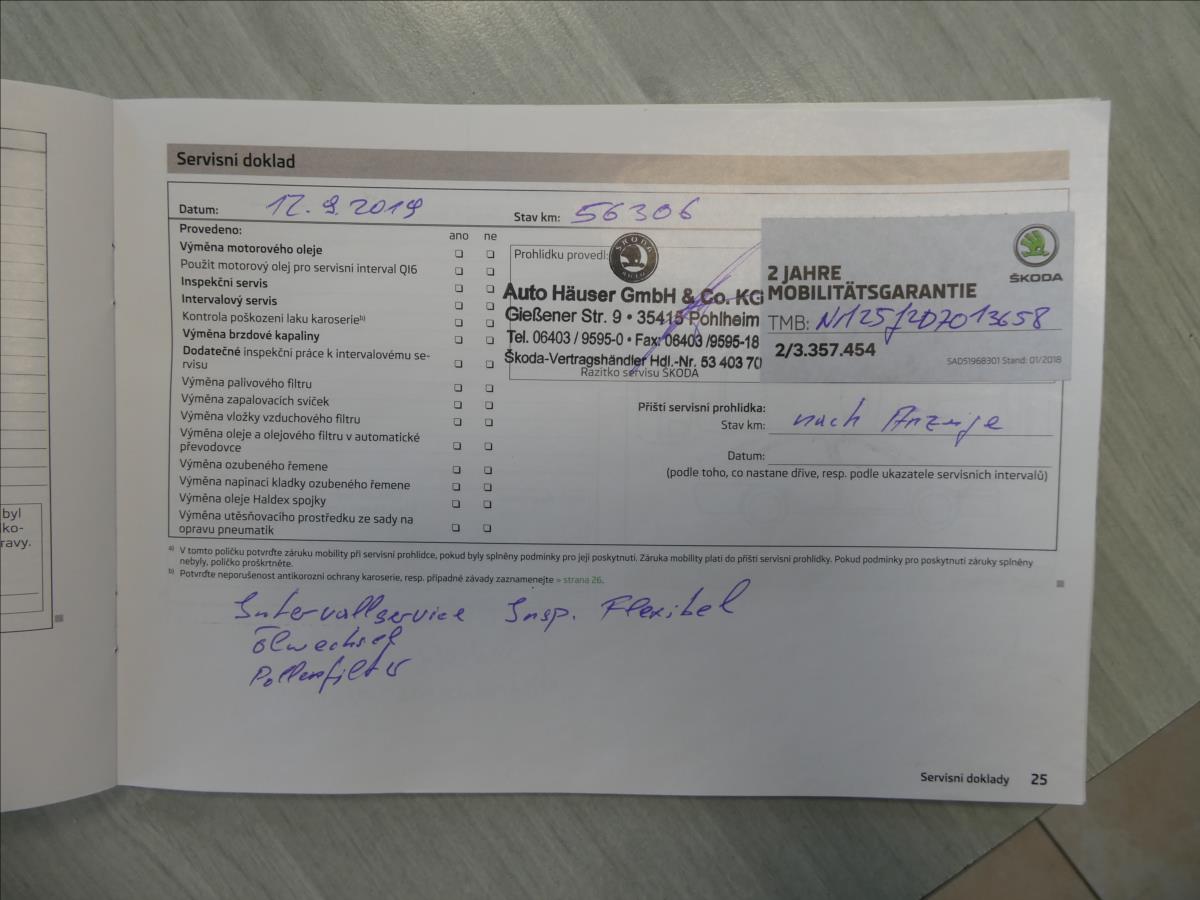 Servisní doklad
Datum: 12.9.2019
Stav km: 56306
Provedeno:
ano ne
Výměna motorového oleje
Použit motorový olej pro servisní interval QI6
Inspekční servis
Intervalový servis
Kontrola poškození laku karoserie b)
Výměna brzdové kapaliny
Dodatečné inspekční práce k intervalovému se-
rvisu
Výměna palivového filtru
Výměna zapalovacích svíček
Výměna vložky vzduchového filtru
Výměna oleje a olejového filtru v automatické
převodovce
Výměna ozubeného řemene
Výměna napínací kladky ozubeného řemene
Výměna oleje Haldex spojky
Výměna utěsňovacího prostředku ze sady na
opravu pneumatik
Prohlídku provedl:
ŠKODA
Auto Häuser GmbH & Co. KG
Gießener Str. 9 • 35415 Pohlheim
Tel. 06403 / 9595-0 • Fax: 06403 /9595-18
Škoda-Vertragshändler Hdl.-Nr. 53 403 70
Razítko servisu ŠKODA
ŠKODA
2 JAHRE
MOBILITÄTSGARANTIE
TMB:
2/3.357.454
SAD51968301 Stand: 01/2018
Příští servisní prohlídka:
Stav km: nach Anzeige
Datum:
(podle toho, co nastane dříve, resp. podle ukazatele servisních intervalů)
a) V tomto políčku potvrďte záruku mobility při servisní prohlídce, pokud byly splněny podmínky pro její poskytnutí. Záruka mobility platí do příští servisní prohlídky. Pokud podmínky pro poskytnutí záruky splněny
nebyly, políčko proškrtněte.
b) Potvrďte neporušenost antikorozní ochrany karoserie, resp. případné závady zaznamenejte » strana 26.
Intervallservice Insp. Flexibel
Ölwechsel
Pollenfilter
Servisní doklady 25
byl
ko-
ravy.